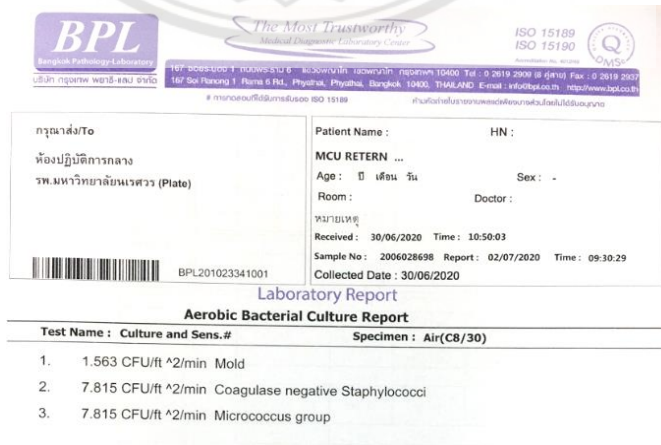 BPL
Bangkok Pathology-Laboratory
The Most Trustworthy
Medical Diagnostic Laboratory Center
ISO 15189
ISO 15190
บริษัท กรุงเทพ พยาธิ-แลป จำกัด
10400 Tel : 0 2619 2909
Fax : 0 2619 2937
167 Soi Ranong 1 Rama 6 Rd., Phyathai, Phyathai, Bangkok 10400, THAILAND E-mail : info@bpl.co.th http://www.bpl.co.th
# การทดสอบที่ได้รับการรับรอง ISO 15189
กรุณาส่ง/To
ห้องปฏิบัติการกลาง
รพ.มหาวิทยาลัยนเรศวร (Plate)
BPL201023341001
Patient Name : HN :
MCU RETERN ...
Age : ปี เดือน วัน Sex : -
Room : Doctor :
หมายเหตุ
Received : 30/06/2020 Time : 10:50:03
Sample No : 2006028698 Report : 02/07/2020 Time : 09:30:29
Collected Date : 30/06/2020
Laboratory Report
Aerobic Bacterial Culture Report
Test Name : Culture and Sens.# Specimen : Air(C8/30)
1. 1.563 CFU/ft ^2/min Mold
2. 7.815 CFU/ft ^2/min Coagulase negative Staphylococci
3. 7.815 CFU/ft ^2/min Micrococcus group